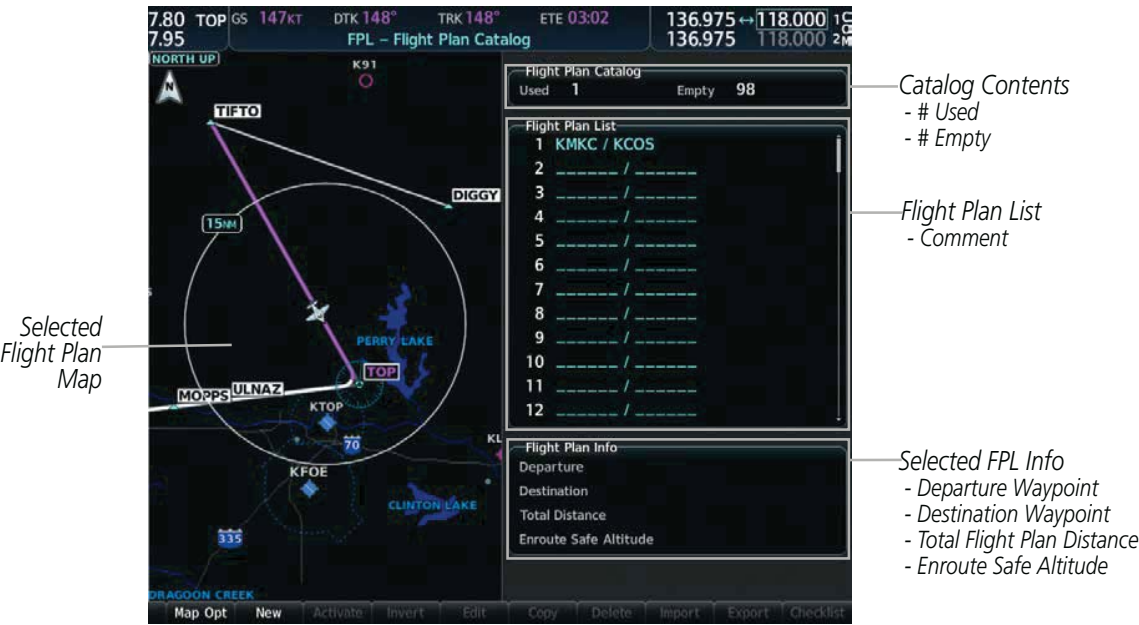 7.80 TOP GS 147KT DTK 148° TRK 148° ETE 03:02 136.975 ↔ 118.000 1
7.95 FPL – Flight Plan Catalog 136.975 118.000 2
COM
NORTH UP
N
K91
TIFTO
DIGGY
15NM
PERRY LAKE
TOP
MOPPS
ULNAZ
KTOP
70
KL
KFOE
CLINTON LAKE
335
DRAGOON CREEK
Flight Plan Catalog
Used 1 Empty 98
Flight Plan List
1 KMKC / KCOS
2 ______ / ______
3 ______ / ______
4 ______ / ______
5 ______ / ______
6 ______ / ______
7 ______ / ______
8 ______ / ______
9 ______ / ______
10 ______ / ______
11 ______ / ______
12 ______ / ______
Flight Plan Info
Departure
Destination
Total Distance
Enroute Safe Altitude
Map Opt New Activate Invert Edit Copy Delete Import Export Checklist
Selected
Flight Plan
Map
Catalog Contents
- # Used
- # Empty
Flight Plan List
- Comment
Selected FPL Info
- Departure Waypoint
- Destination Waypoint
- Total Flight Plan Distance
- Enroute Safe Altitude